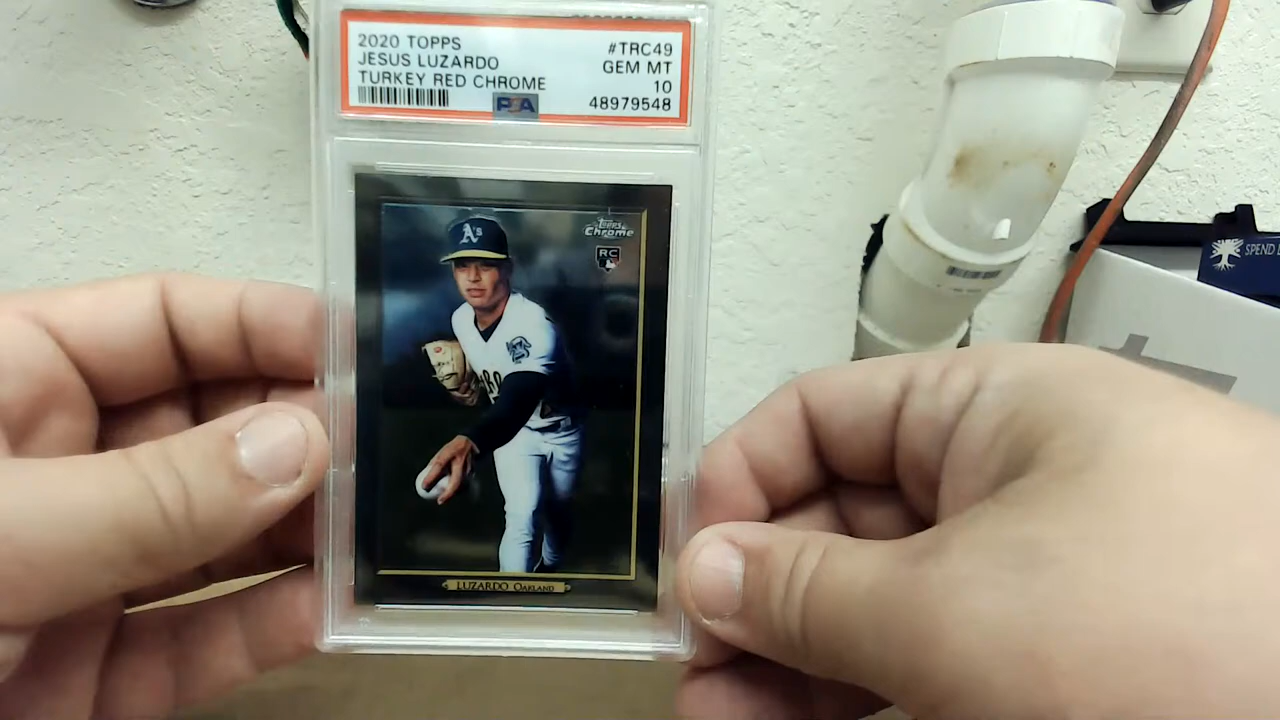 2020 TOPPS #TRC49
JESUS LUZARDO GEM MT
TURKEY RED CHROME 10
PSA 48979548
A's
Topps
Chrome
RC
LUZARDO OAKLAND
SPEND